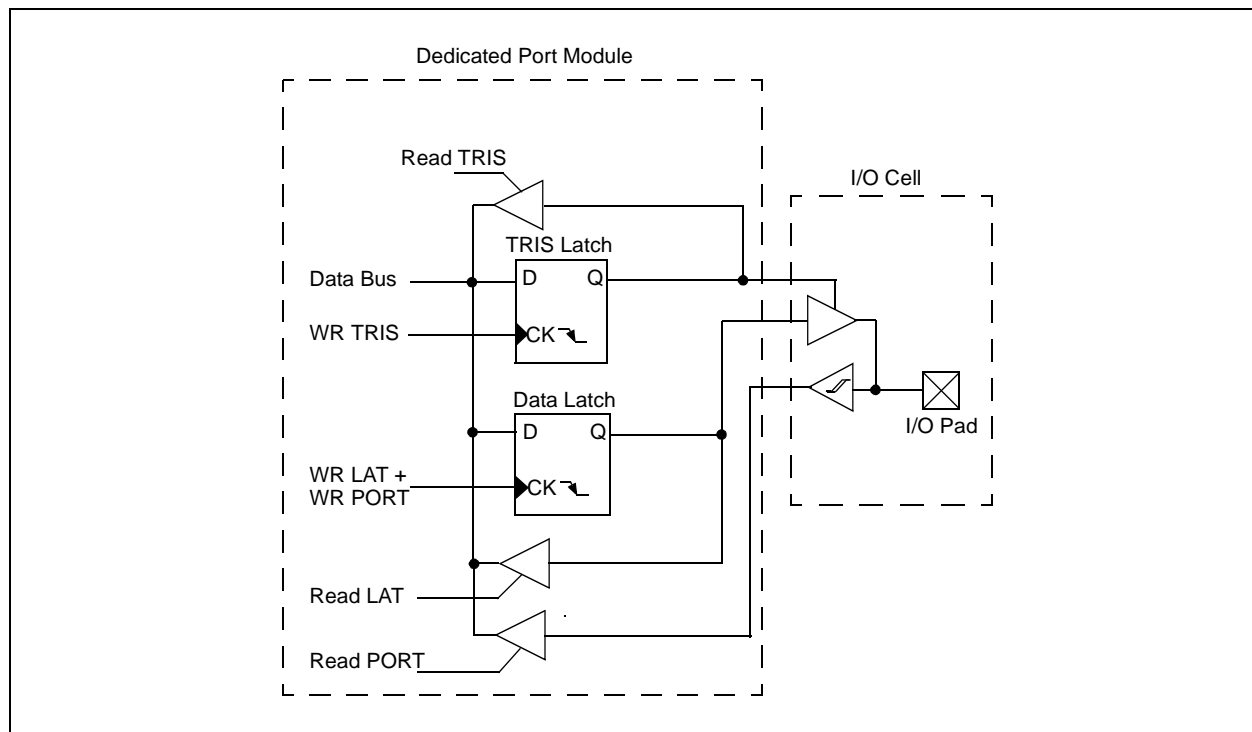 Dedicated Port Module
Read TRIS
I/O Cell
TRIS Latch
Data Bus
D
Q
WR TRIS
CK
Data Latch
I/O Pad
D
Q
WR LAT +
WR PORT
CK
Read LAT
Read PORT